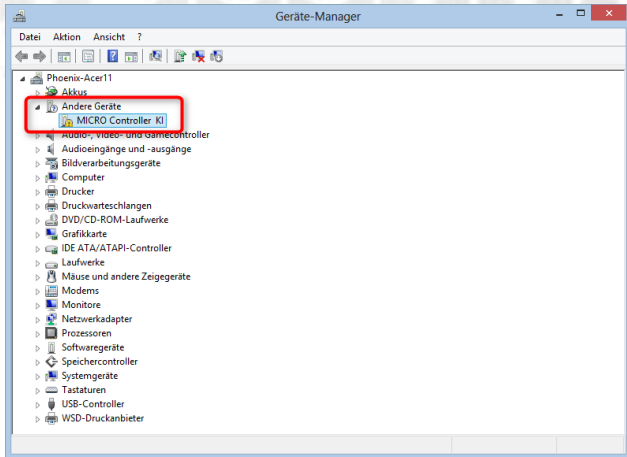 Geräte-Manager
Datei Aktion Ansicht ?
Phoenix-Acer11
Akkus
Andere Geräte
MICRO Controller KI
Audio-, Video- und Gamecontroller
Audioeingänge und -ausgänge
Bildverarbeitungsgeräte
Computer
Drucker
Druckwarteschlangen
DVD/CD-ROM-Laufwerke
Grafikkarte
IDE ATA/ATAPI-Controller
Laufwerke
Mäuse und andere Zeigegeräte
Modems
Monitore
Netzwerkadapter
Prozessoren
Softwaregeräte
Speichercontroller
Systemgeräte
Tastaturen
USB-Controller
WSD-Druckanbieter